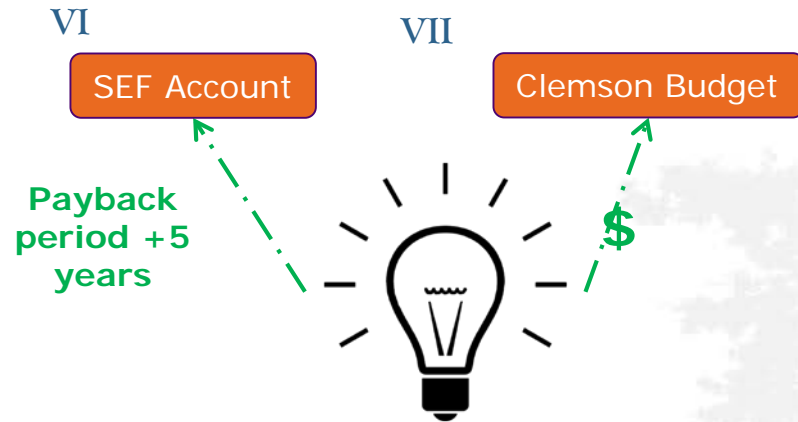 VI
VII
SEF Account
Clemson Budget
Payback
period +5
years
$